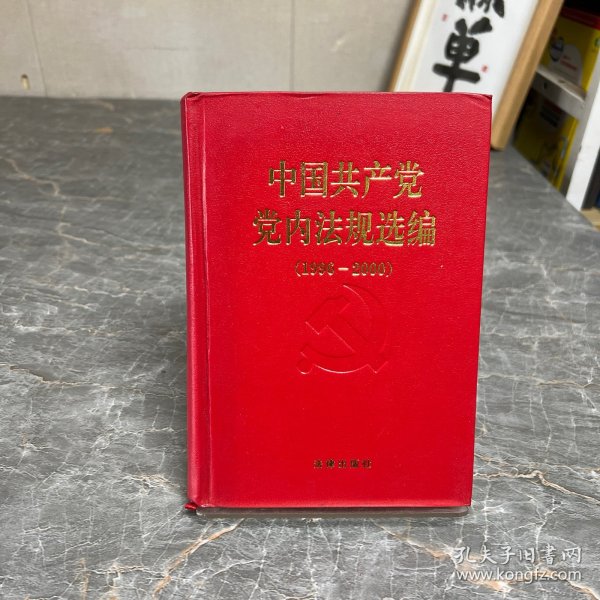 单
中国共产党
党内法规选编
(1996－2000)
法律出版社
孔夫子旧书网
www.kongfz.com